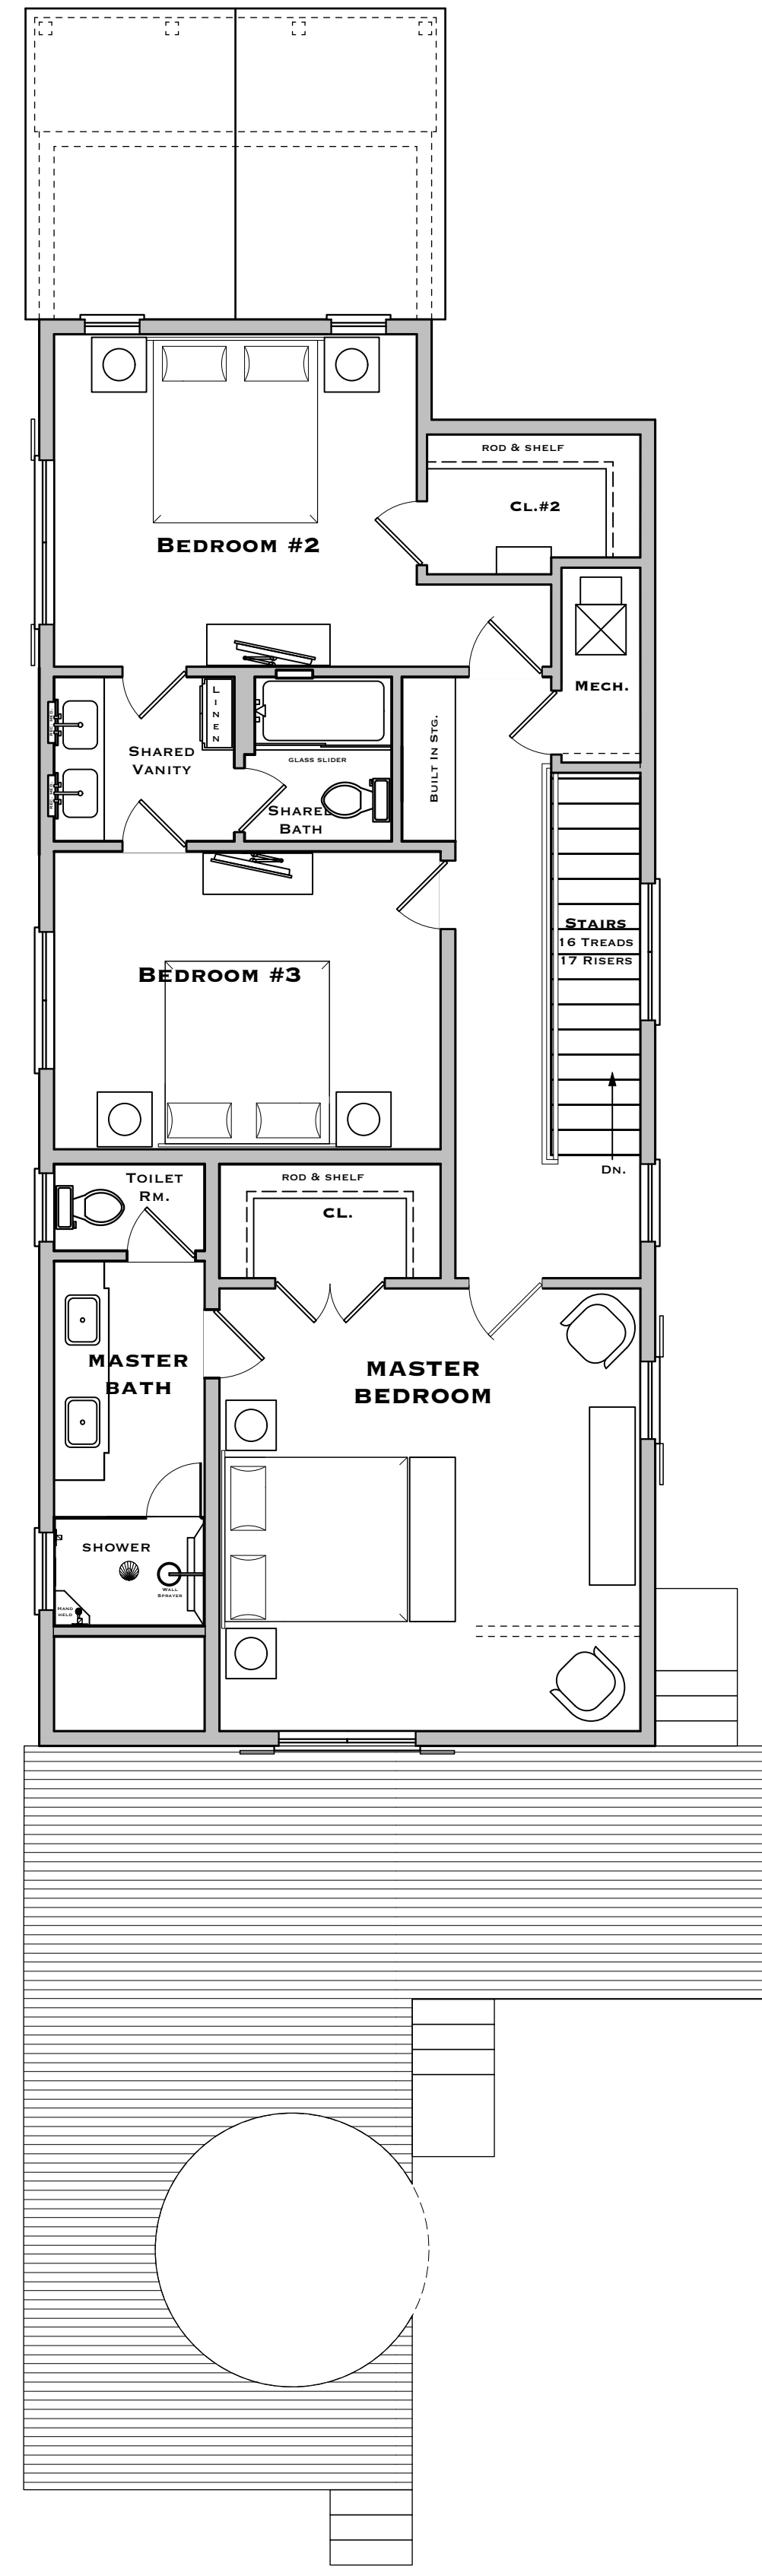 ROD & SHELF
CL.#2
BEDROOM #2
MECH.
LINEN
BUILT IN STG.
SHARED
VANITY
GLASS SLIDER
SHARED
BATH
STAIRS
16 TREADS
17 RISERS
BEDROOM #3
DN.
TOILET
RM.
ROD & SHELF
CL.
MASTER
BATH
MASTER
BEDROOM
SHOWER
WALL
SPRAYER
HAND
HELD